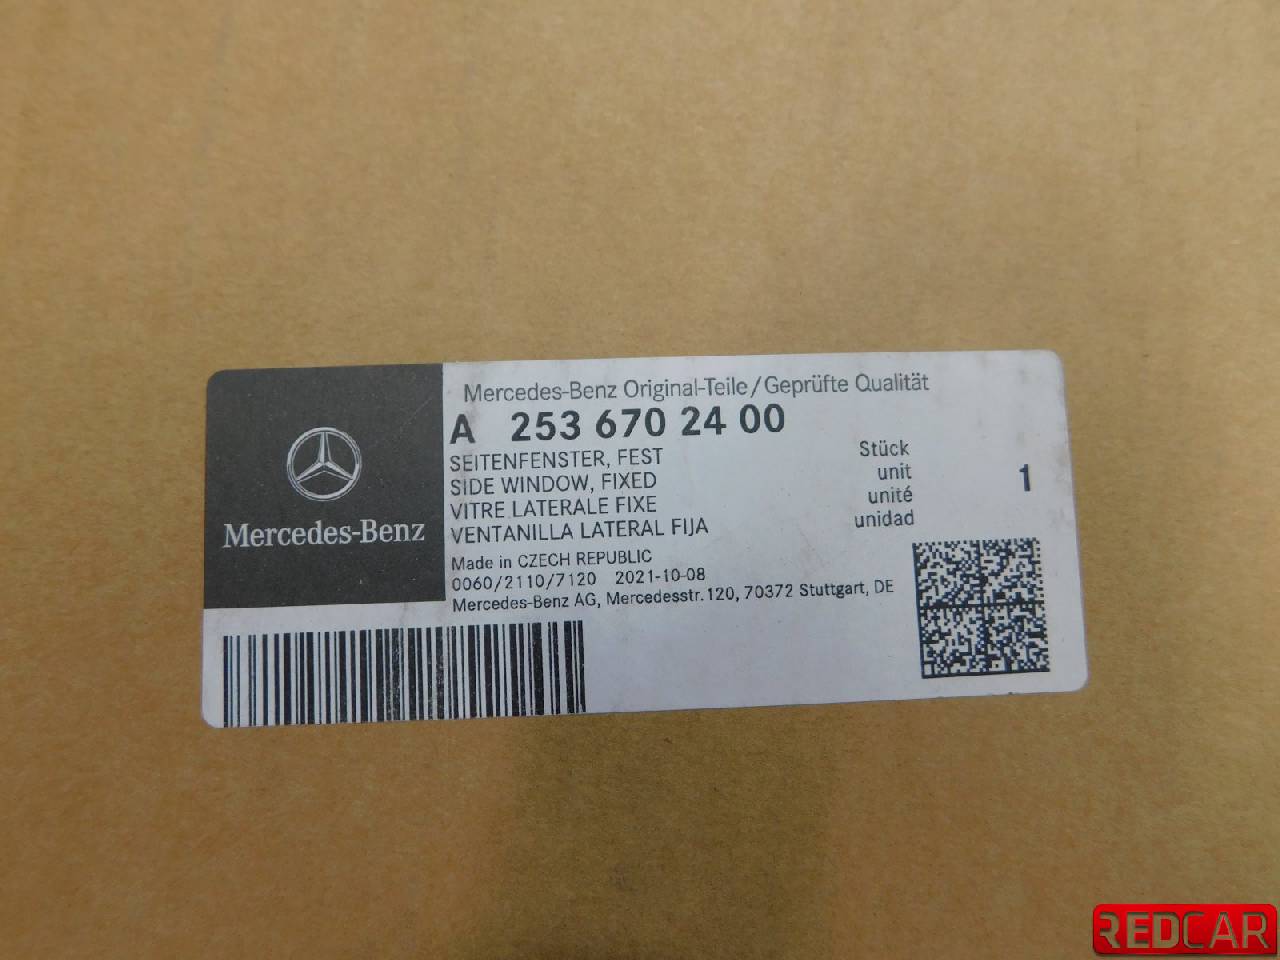 Mercedes-Benz
Mercedes-Benz Original-Teile/Geprüfte Qualität
A 253 670 24 00
SEITENFENSTER, FEST
SIDE WINDOW, FIXED
VITRE LATERALE FIXE
VENTANILLA LATERAL FIJA
Stück
unit
unité
unidad
1
Made in CZECH REPUBLIC
0060/2110/7120 2021-10-08
Mercedes-Benz AG, Mercedesstr. 120, 70372 Stuttgart, DE
REDCAR